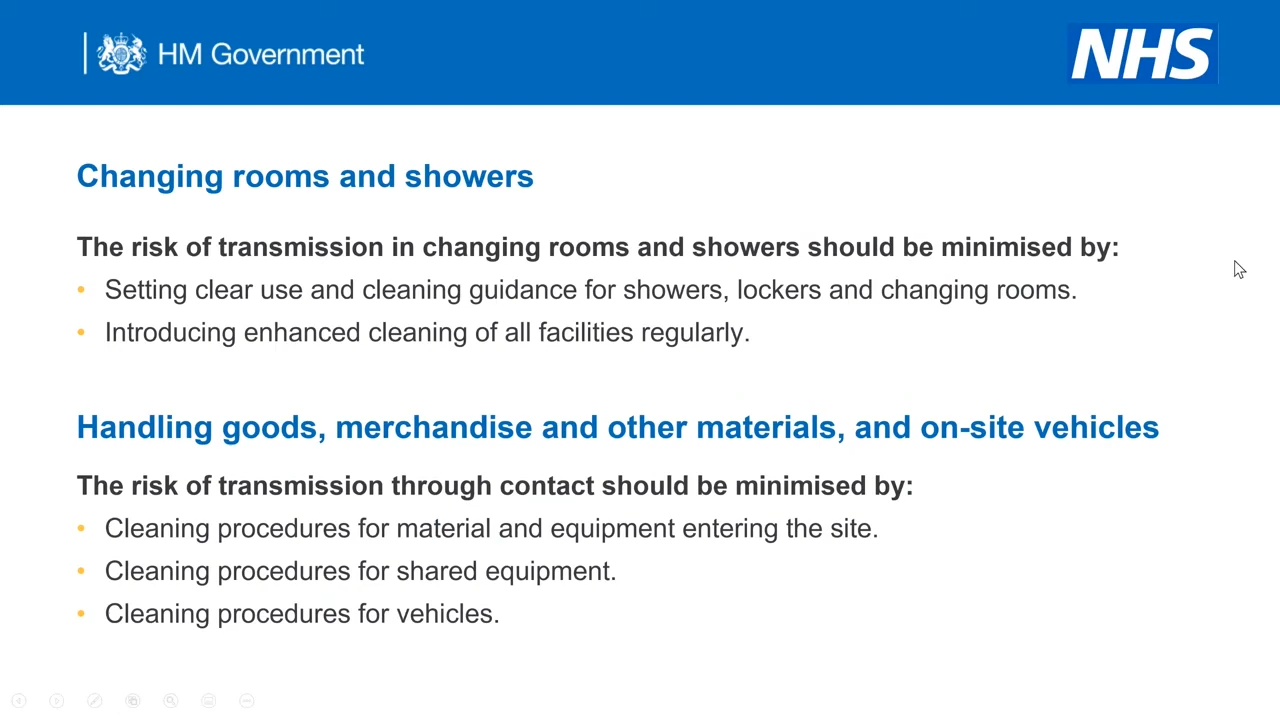 HM Government
NHS
Changing rooms and showers
The risk of transmission in changing rooms and showers should be minimised by:
• Setting clear use and cleaning guidance for showers, lockers and changing rooms.
• Introducing enhanced cleaning of all facilities regularly.
Handling goods, merchandise and other materials, and on-site vehicles
The risk of transmission through contact should be minimised by:
• Cleaning procedures for material and equipment entering the site.
• Cleaning procedures for shared equipment.
• Cleaning procedures for vehicles.